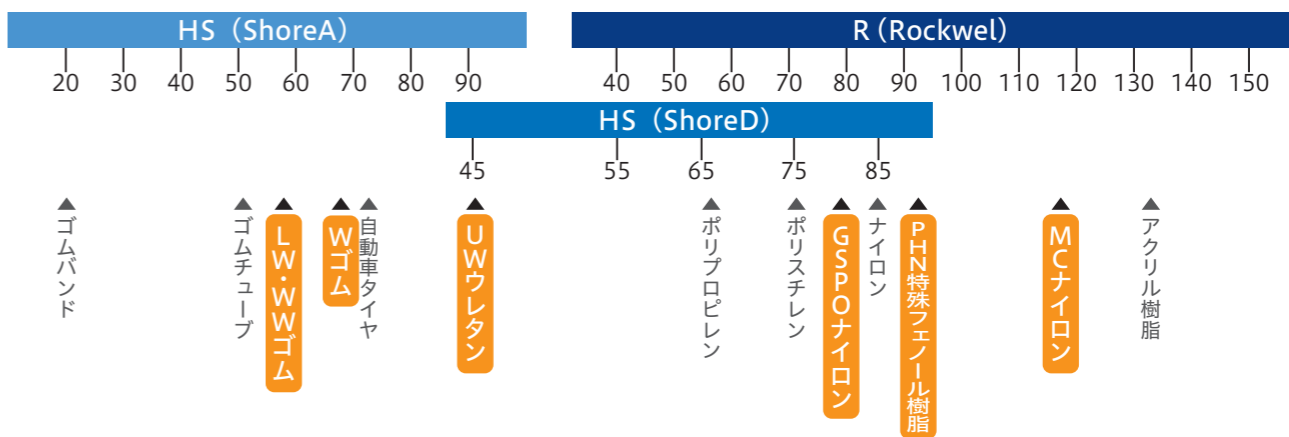 HS（ShoreA）
R（Rockwel）
20 30 40 50 60 70 80 90
40 50 60 70 80 90 100 110 120 130 140 150
HS（ShoreD）
45 55 65 75 85
ゴムバンド
ゴムチューブ
LW・WWゴム
Wゴム
自動車タイヤ
UWウレタン
ポリプロピレン
ポリスチレン
GSPOナイロン
ナイロン
PHN特殊フェノール樹脂
MCナイロン
アクリル樹脂